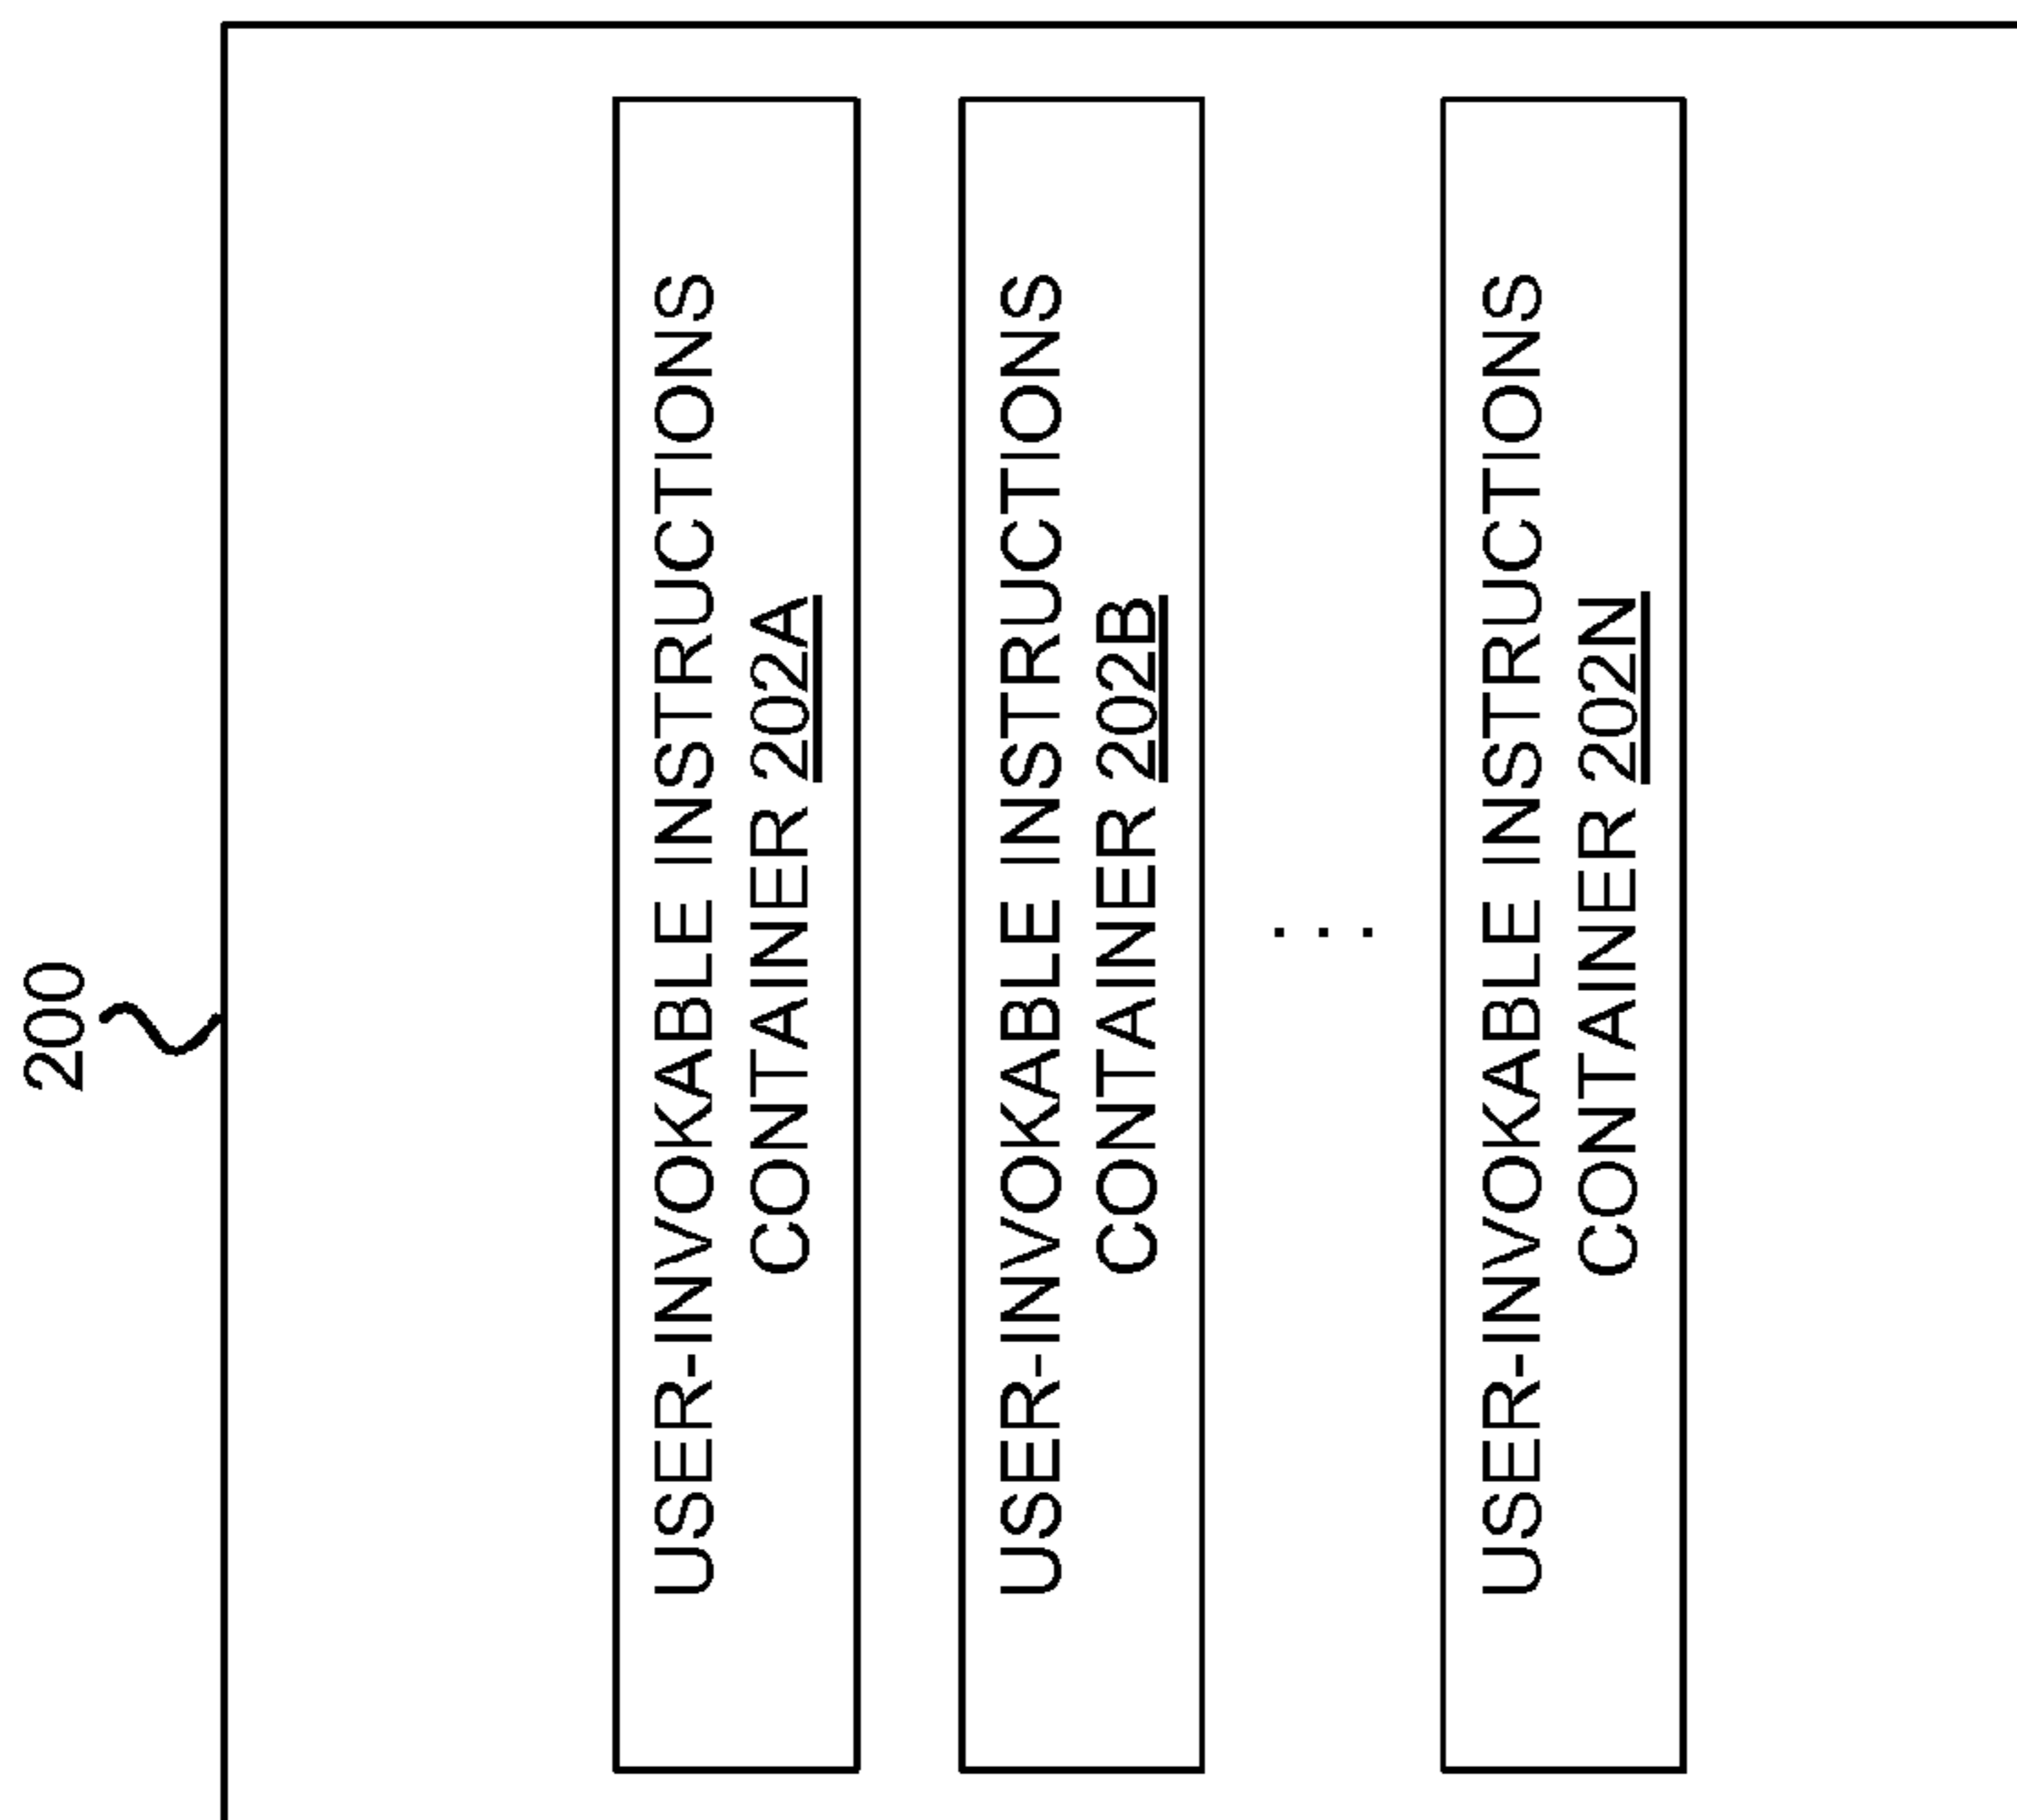 200
USER-INVOKABLE INSTRUCTIONS
CONTAINER 202A
USER-INVOKABLE INSTRUCTIONS
CONTAINER 202B
. . .
USER-INVOKABLE INSTRUCTIONS
CONTAINER 202N